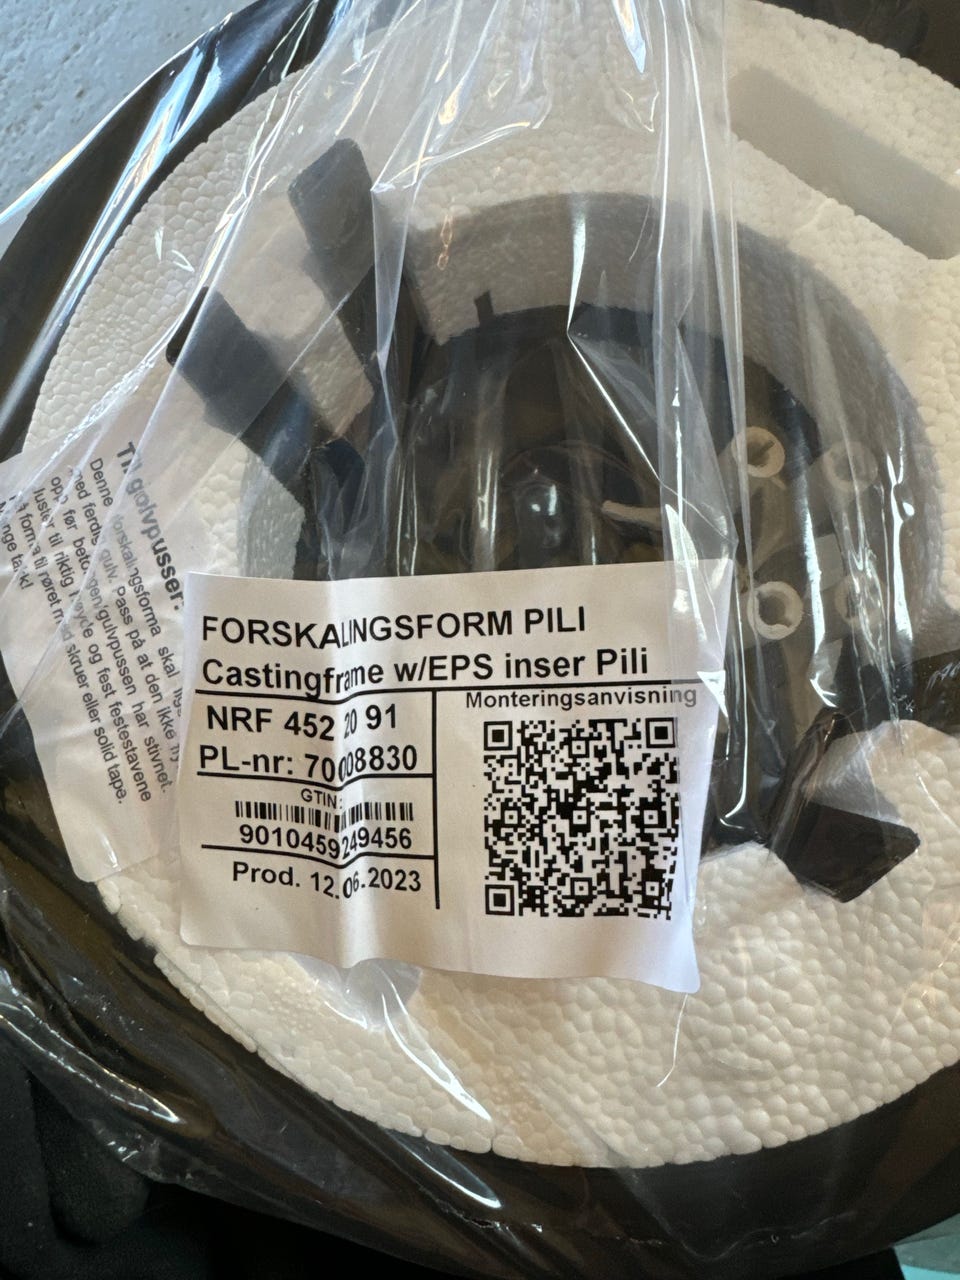 FORSKALINGSFORM PILI
Castingframe w/EPS inser Pili
NRF 452 20 91
PL-nr: 70008830
GTIN:
9010459249456
Prod. 12.06.2023
Monteringsanvisning
Til gulvpusser:
Denne forskalingsforma skal
med ferdig gulv. Pass på at den ikke
opp før betongen/gulvpussen har stivnet.
luster til riktig høyde og fest festestavene
å forma til røret med skruer eller solid tape.